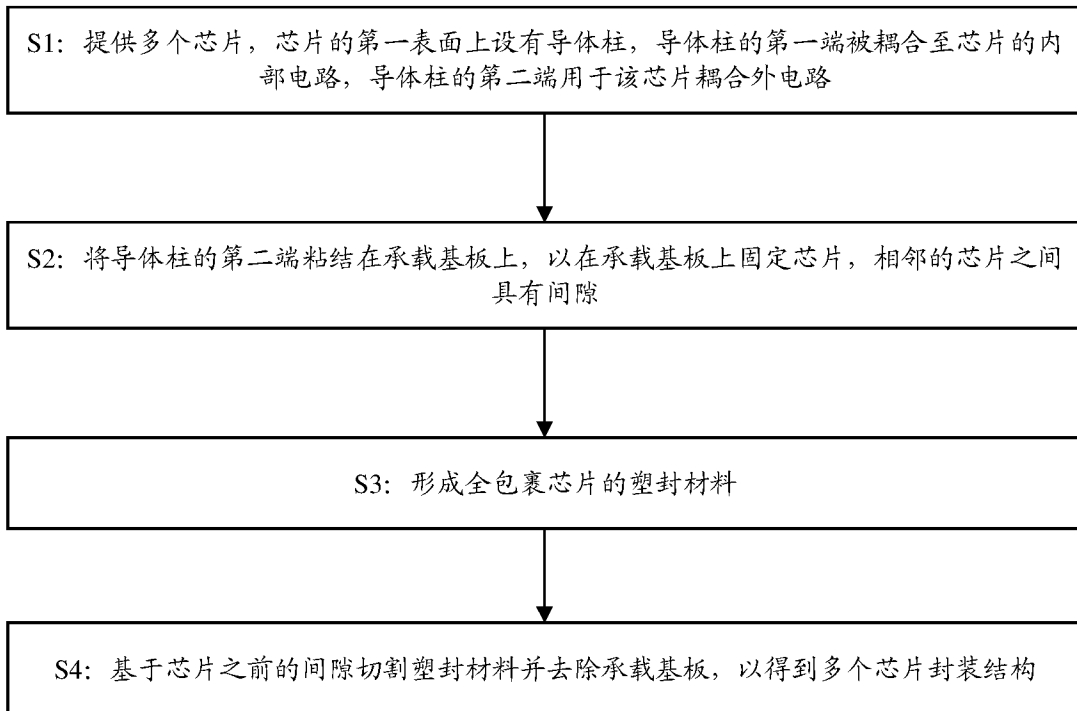 S1：提供多个芯片，芯片的第一表面上设有导体柱，导体柱的第一端被耦合至芯片的内
部电路，导体柱的第二端用于该芯片耦合外电路
S2：将导体柱的第二端粘结在承载基板上，以在承载基板上固定芯片，相邻的芯片之间
具有间隙
S3：形成全包裹芯片的塑封材料
S4：基于芯片之前的间隙切割塑封材料并去除承载基板，以得到多个芯片封装结构